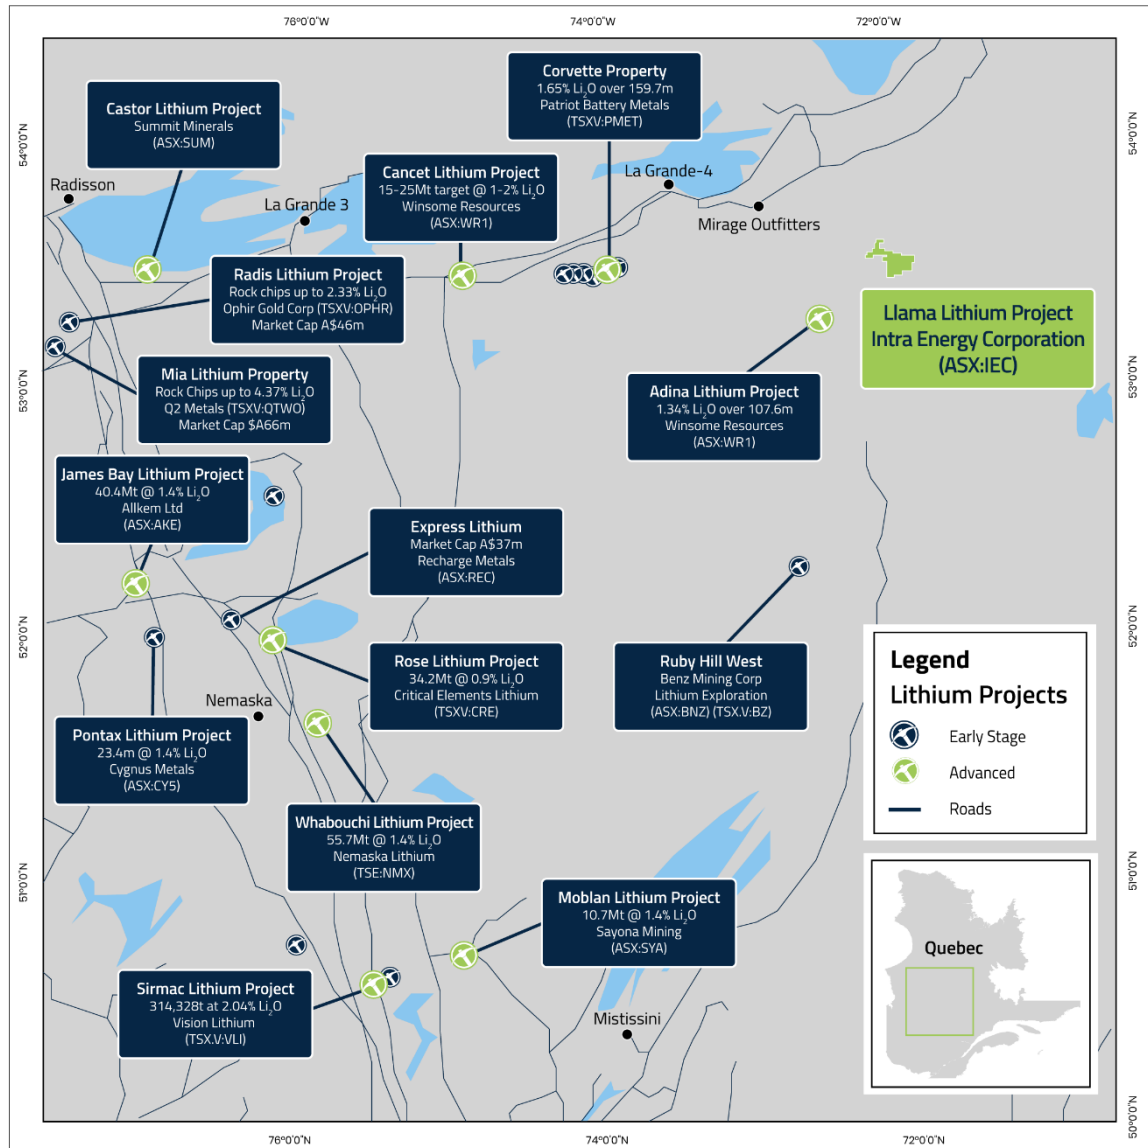 76°0'0"W
74°0'0"W
72°0'0"W
54°0'0"N
54°0'0"N
Castor Lithium Project
Summit Minerals
(ASX:SUM)
Corvette Property
1.65% Li₂O over 159.7m
Patriot Battery Metals
(TSXV:PMET)
Radisson
La Grande 3
Cancet Lithium Project
15-25Mt target @ 1-2% Li₂O
Winsome Resources
(ASX:WR1)
La Grande-4
Mirage Outfitters
Radis Lithium Project
Rock chips up to 2.33% Li₂O
Ophir Gold Corp (TSXV:OPHR)
Market Cap A$46m
Llama Lithium Project
Intra Energy Corporation
(ASX:IEC)
53°0'0"N
53°0'0"N
Mia Lithium Property
Rock Chips up to 4.37% Li₂O
Q2 Metals (TSXV:QTWO)
Market Cap $A66m
Adina Lithium Project
1.34% Li₂O over 107.6m
Winsome Resources
(ASX:WR1)
James Bay Lithium Project
40.4Mt @ 1.4% Li₂O
Allkem Ltd
(ASX:AKE)
Express Lithium
Market Cap A$37m
Recharge Metals
(ASX:REC)
52°0'0"N
52°0'0"N
Rose Lithium Project
34.2Mt @ 0.9% Li₂O
Critical Elements Lithium
(TSXV:CRE)
Ruby Hill West
Benz Mining Corp
Lithium Exploration
(ASX:BNZ) (TSX.V:BZ)
Nemaska
Pontax Lithium Project
23.4m @ 1.4% Li₂O
Cygnus Metals
(ASX:CY5)
Legend
Lithium Projects
Early Stage
Advanced
Roads
Whabouchi Lithium Project
55.7Mt @ 1.4% Li₂O
Nemaska Lithium
(TSE:NMX)
51°0'0"N
51°0'0"N
Moblan Lithium Project
10.7Mt @ 1.4% Li₂O
Sayona Mining
(ASX:SYA)
Quebec
Sirmac Lithium Project
314,328t at 2.04% Li₂O
Vision Lithium
(TSX.V:VLI)
Mistissini
50°0'0"N
76°0'0"W
74°0'0"W
72°0'0"W